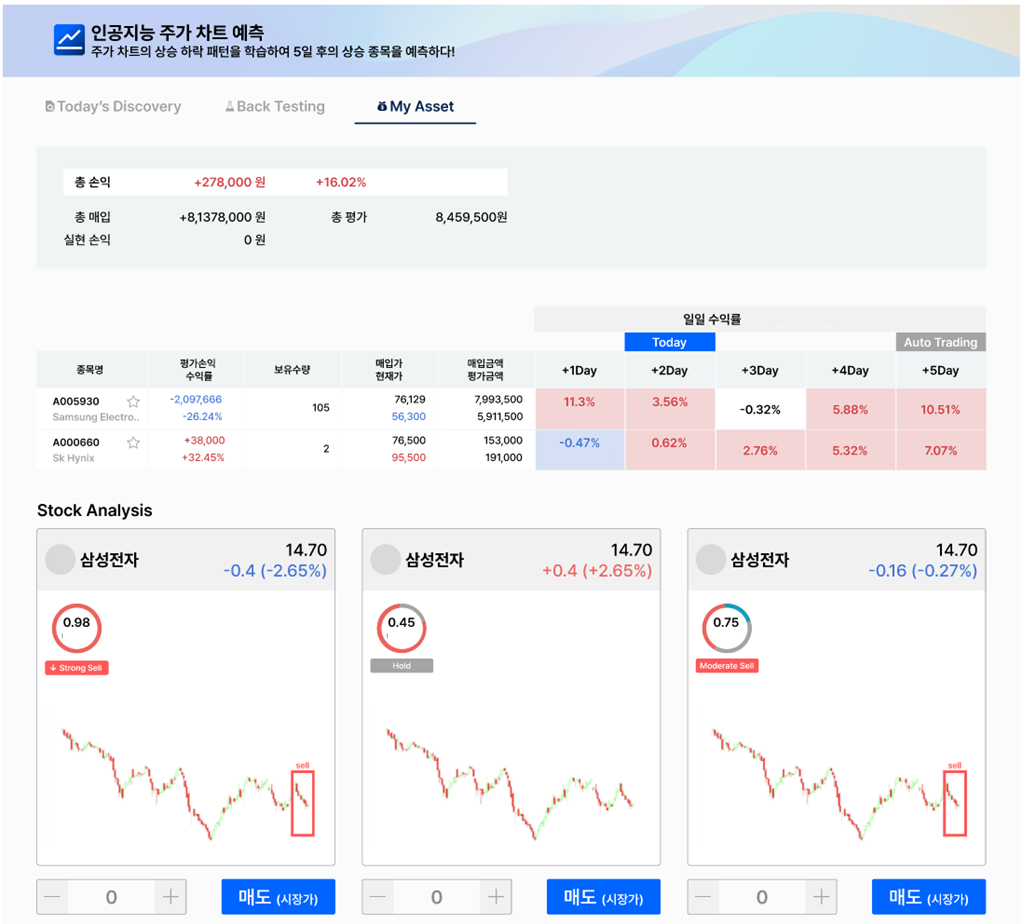 인공지능 주가 차트 예측
주가 차트의 상승 하락 패턴을 학습하여 5일 후의 상승 종목을 예측하다!
Today's Discovery Back Testing My Asset
총 손익 +278,000 원 +16.02%
총 매입 +8,1378,000 원 총 평가 8,459,500원
실현 손익 0 원
일일 수익률
Today Auto Trading
종목명 평가손익 수익률 보유수량 매입가 현재가 매입금액 평가금액 +1Day +2Day +3Day +4Day +5Day
A005930 -2,097,666 105 76,129 7,993,500 11.3% 3.56% -0.32% 5.88% 10.51%
Samsung Electro.. -26.24% 56,300 5,911,500
A000660 +38,000 2 76,500 153,000 -0.47% 0.62% 2.76% 5.32% 7.07%
Sk Hynix +32.45% 95,500 191,000
Stock Analysis
삼성전자 14.70 -0.4 (-2.65%)
0.98
↓ Strong Sell
sell
삼성전자 14.70 +0.4 (+2.65%)
0.45
Hold
삼성전자 14.70 -0.16 (-0.27%)
0.75
Moderate Sell
sell
— 0 + 매도 (시장가)
— 0 + 매도 (시장가)
— 0 + 매도 (시장가)